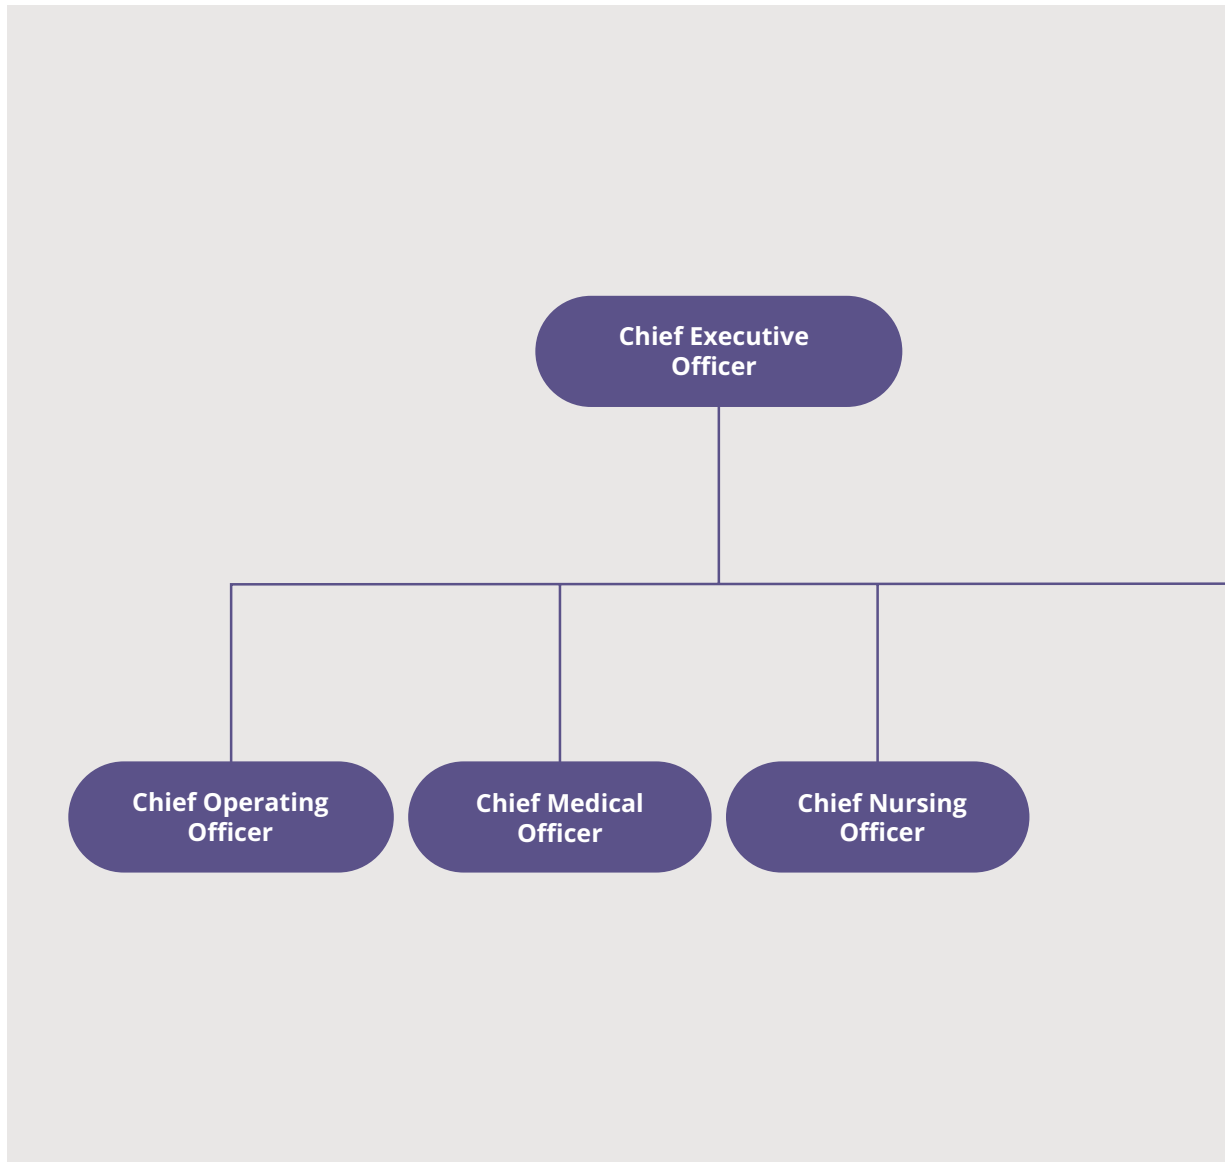 Chief Executive
Officer
Chief Operating
Officer
Chief Medical
Officer
Chief Nursing
Officer